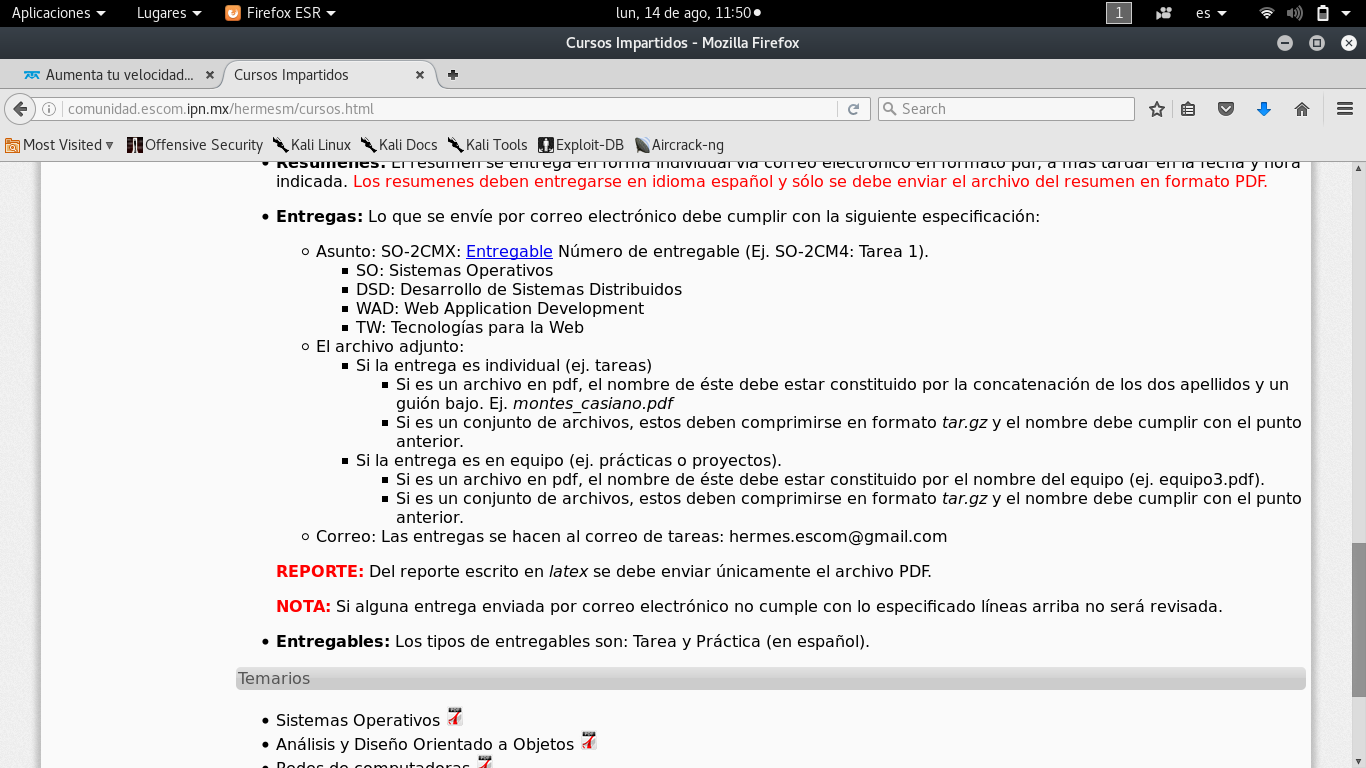 Aplicaciones Lugares Firefox ESR lun, 14 de ago, 11:50 1 es
Cursos Impartidos - Mozilla Firefox
Aumenta tu velocidad... Cursos Impartidos
comunidad.escom.ipn.mx/hermesm/cursos.html Search
Most Visited Offensive Security Kali Linux Kali Docs Kali Tools Exploit-DB Aircrack-ng
• Resúmenes: El resumen se entrega en forma individual vía correo electrónico en formato pdf, a más tardar en la fecha y hora
indicada. Los resumenes deben entregarse en idioma español y sólo se debe enviar el archivo del resumen en formato PDF.
• Entregas: Lo que se envíe por correo electrónico debe cumplir con la siguiente especificación:
Asunto: SO-2CMX: Entregable Número de entregable (Ej. SO-2CM4: Tarea 1).
SO: Sistemas Operativos
DSD: Desarrollo de Sistemas Distribuidos
WAD: Web Application Development
TW: Tecnologías para la Web
El archivo adjunto:
Si la entrega es individual (ej. tareas)
Si es un archivo en pdf, el nombre de éste debe estar constituido por la concatenación de los dos apellidos y un
guión bajo. Ej. montes_casiano.pdf
Si es un conjunto de archivos, estos deben comprimirse en formato tar.gz y el nombre debe cumplir con el punto
anterior.
Si la entrega es en equipo (ej. prácticas o proyectos).
Si es un archivo en pdf, el nombre de éste debe estar constituido por el nombre del equipo (ej. equipo3.pdf).
Si es un conjunto de archivos, estos deben comprimirse en formato tar.gz y el nombre debe cumplir con el punto
anterior.
Correo: Las entregas se hacen al correo de tareas: hermes.escom@gmail.com
REPORTE: Del reporte escrito en latex se debe enviar únicamente el archivo PDF.
NOTA: Si alguna entrega enviada por correo electrónico no cumple con lo especificado líneas arriba no será revisada.
• Entregables: Los tipos de entregables son: Tarea y Práctica (en español).
Temarios
• Sistemas Operativos
• Análisis y Diseño Orientado a Objetos
• Redes de computadoras